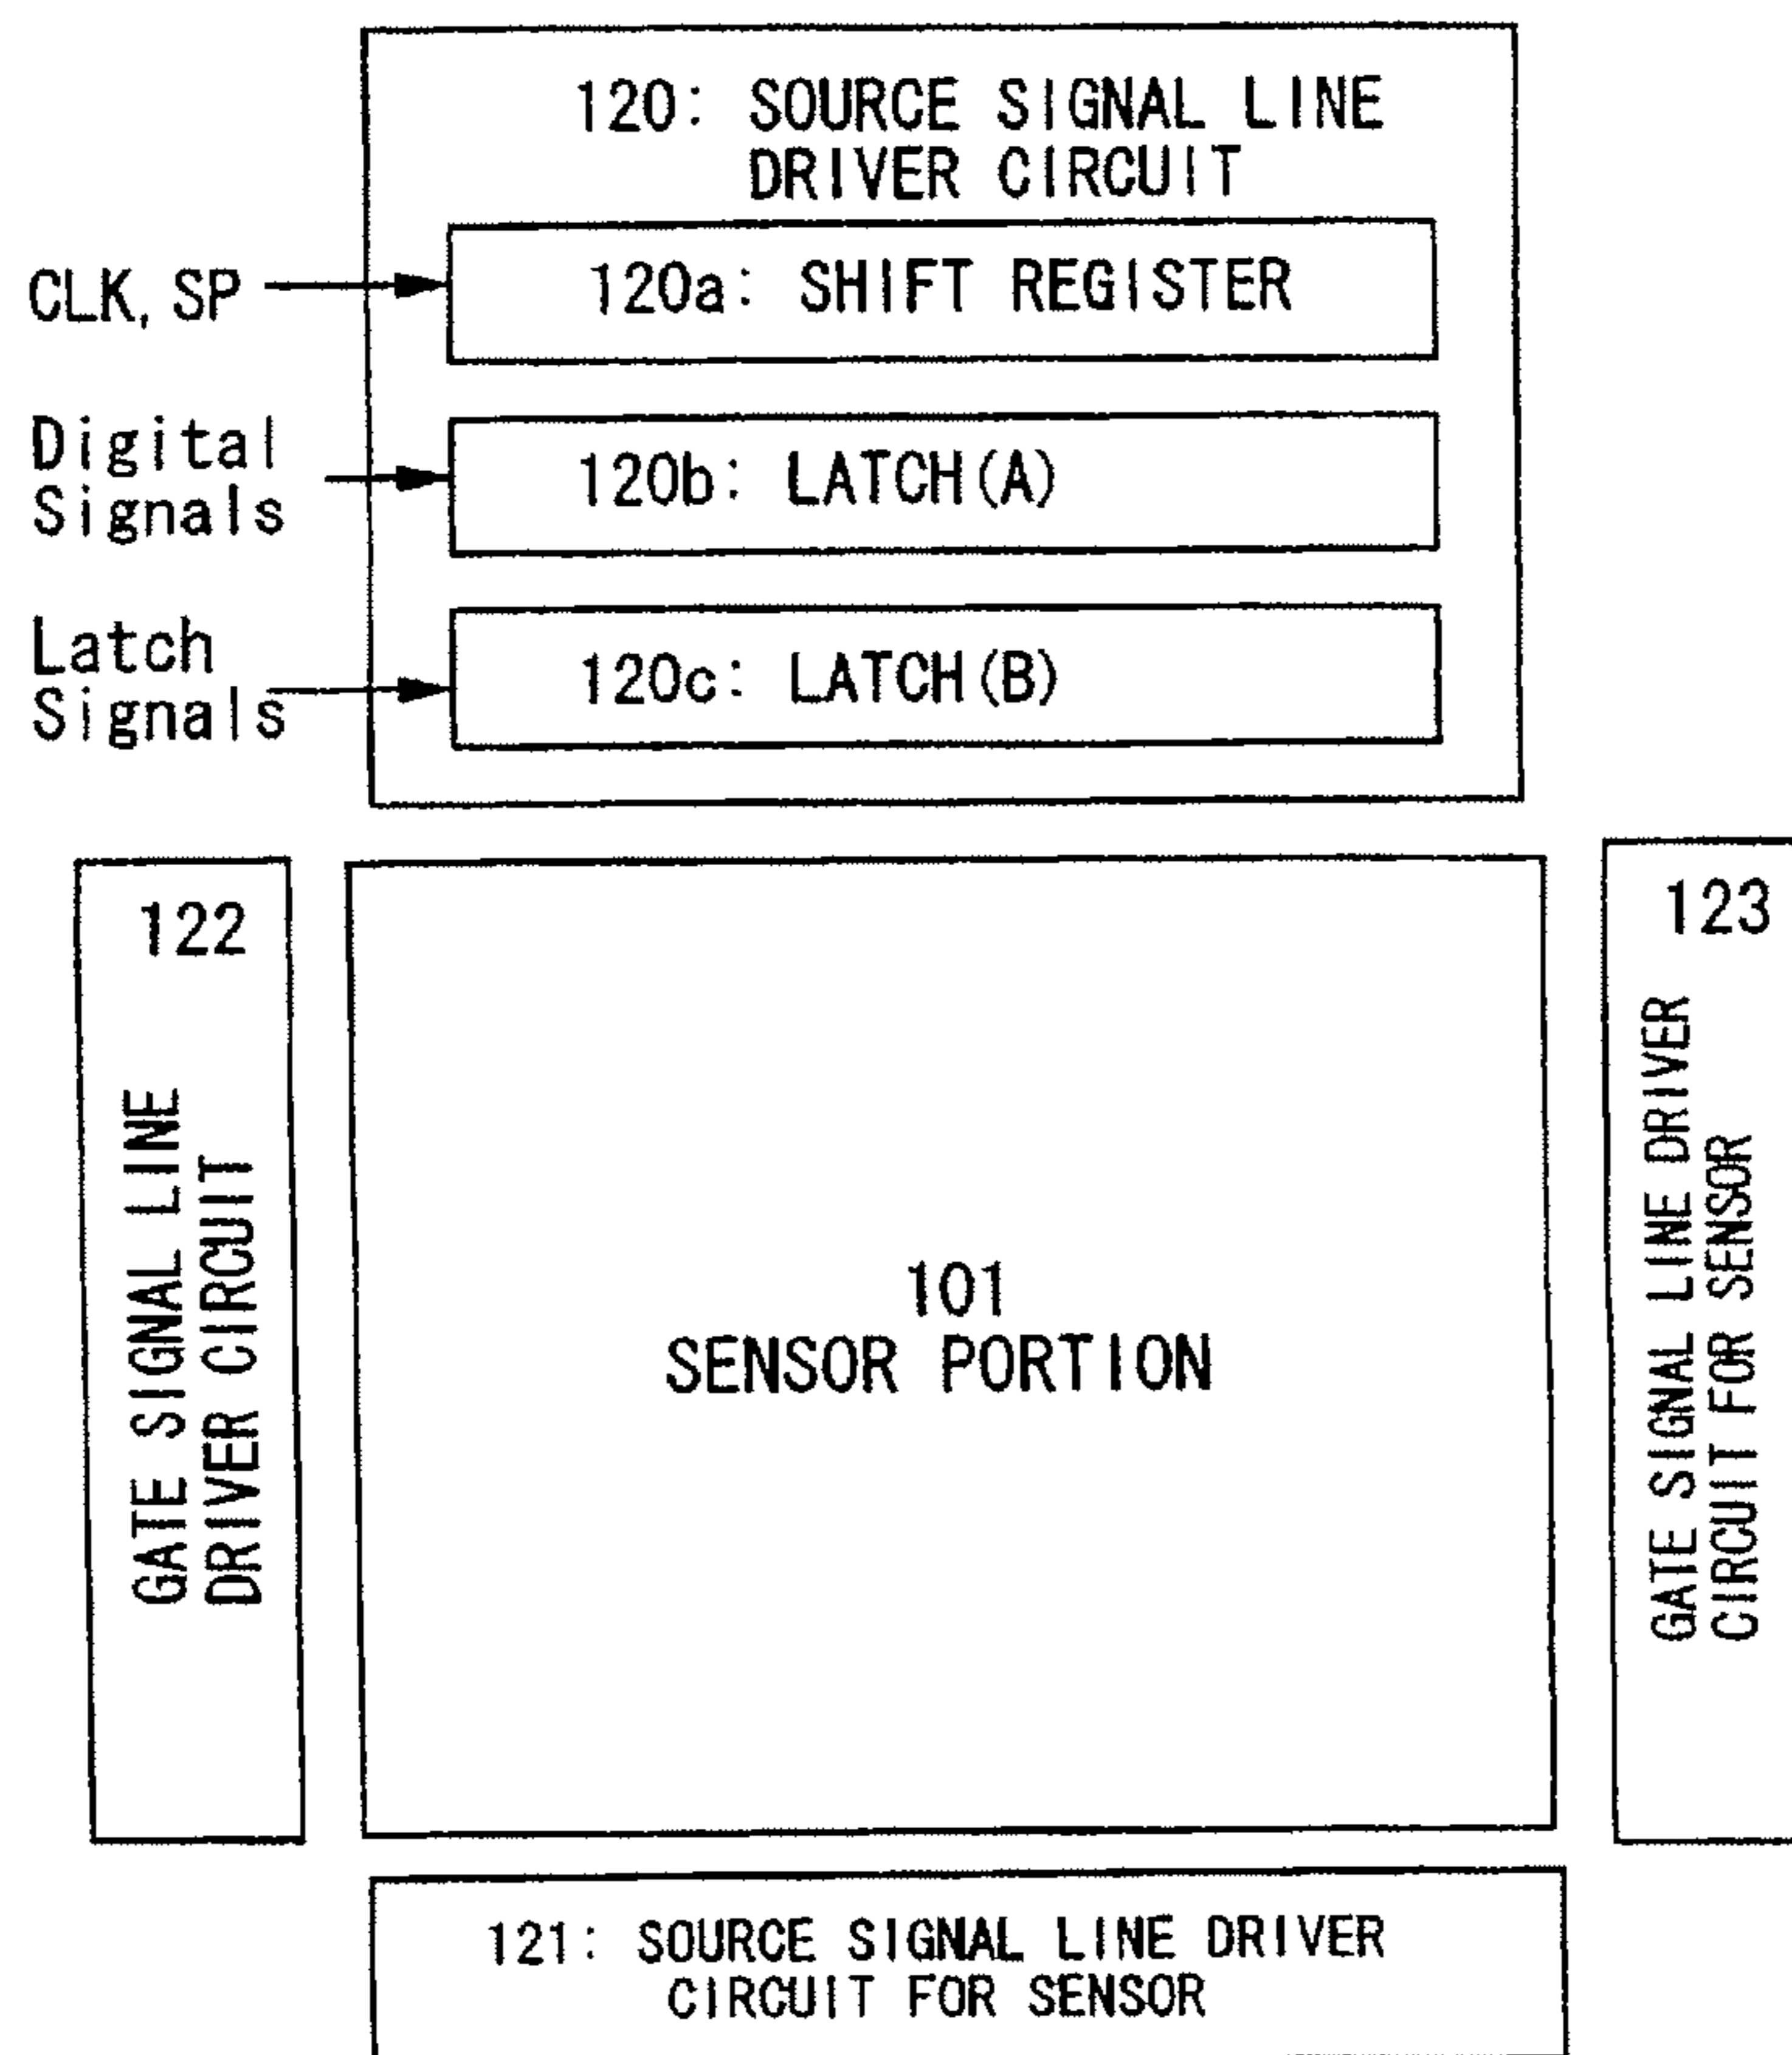 120: SOURCE SIGNAL LINE
DRIVER CIRCUIT
CLK, SP
120a: SHIFT REGISTER
Digital
Signals
120b: LATCH(A)
Latch
Signals
120c: LATCH(B)
122
GATE SIGNAL LINE
DRIVER CIRCUIT
101
SENSOR PORTION
123
GATE SIGNAL LINE DRIVER
CIRCUIT FOR SENSOR
121: SOURCE SIGNAL LINE DRIVER
CIRCUIT FOR SENSOR